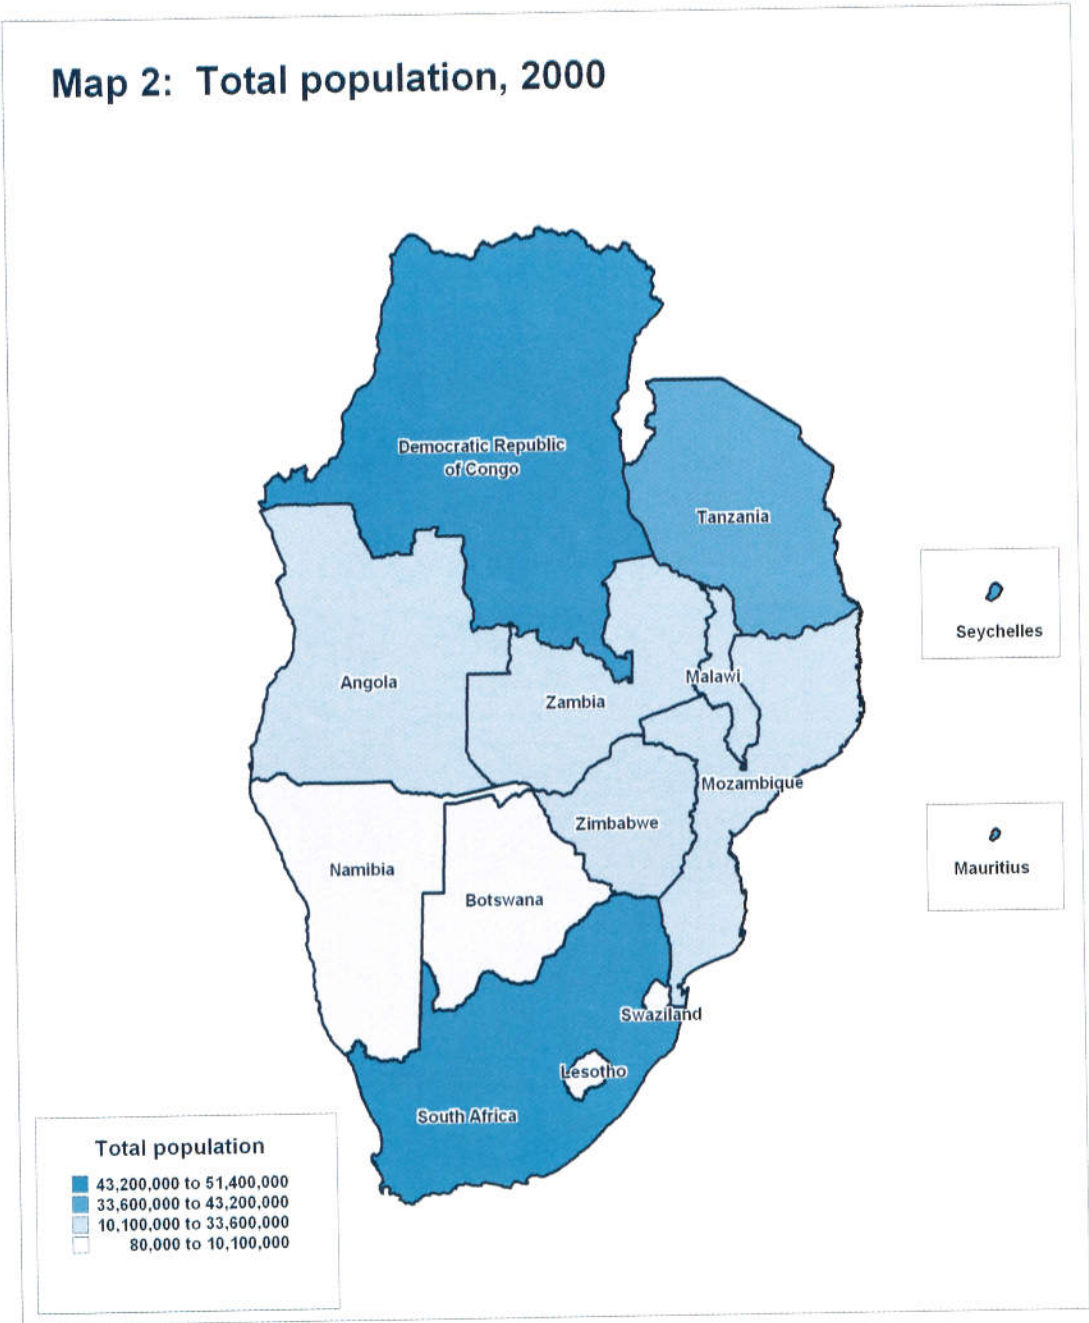 Map 2: Total population, 2000
Democratic Republic
of Congo
Tanzania
Seychelles
Angola
Malawi
Zambia
Mozambique
Zimbabwe
Mauritius
Namibia
Botswana
Swaziland
Lesotho
South Africa
Total population
43,200,000 to 51,400,000
33,600,000 to 43,200,000
10,100,000 to 33,600,000
80,000 to 10,100,000